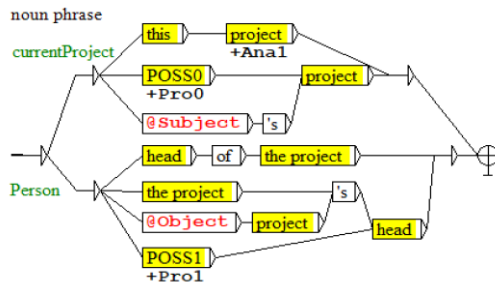 noun phrase
this project
+Ana1
currentProject
POSS0 project
+Pro0
@Subject 's
head of the project
Person
the project 's
@Object project head
POSS1
+Pro1